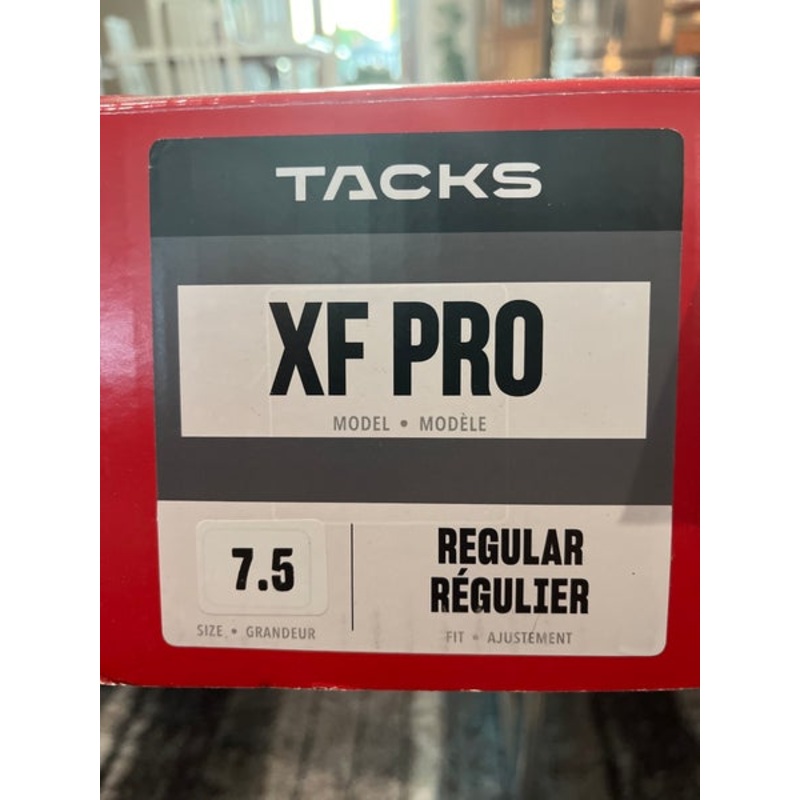 TACKS
XF PRO
MODEL • MODÈLE
7.5
SIZE • GRANDEUR
REGULAR
RÉGULIER
FIT • AJUSTEMENT